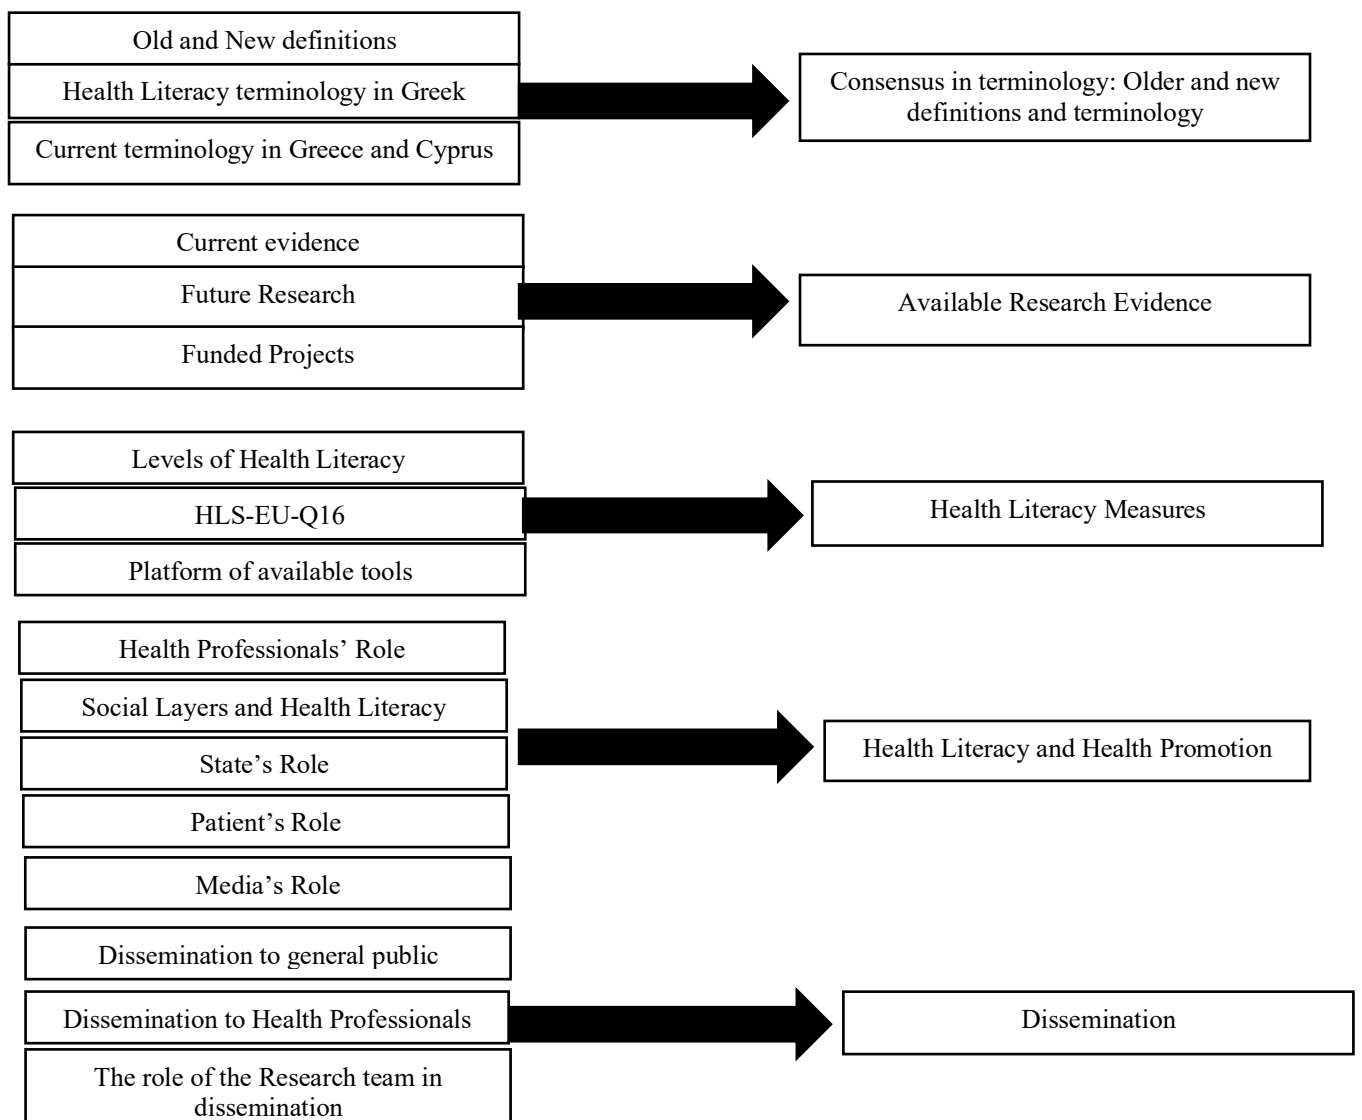 Old and New definitions
Health Literacy terminology in Greek
Current terminology in Greece and Cyprus
Consensus in terminology: Older and new
definitions and terminology
Current evidence
Future Research
Funded Projects
Available Research Evidence
Levels of Health Literacy
HLS-EU-Q16
Platform of available tools
Health Literacy Measures
Health Professionals’ Role
Social Layers and Health Literacy
State’s Role
Patient’s Role
Media’s Role
Health Literacy and Health Promotion
Dissemination to general public
Dissemination to Health Professionals
The role of the Research team in
dissemination
Dissemination